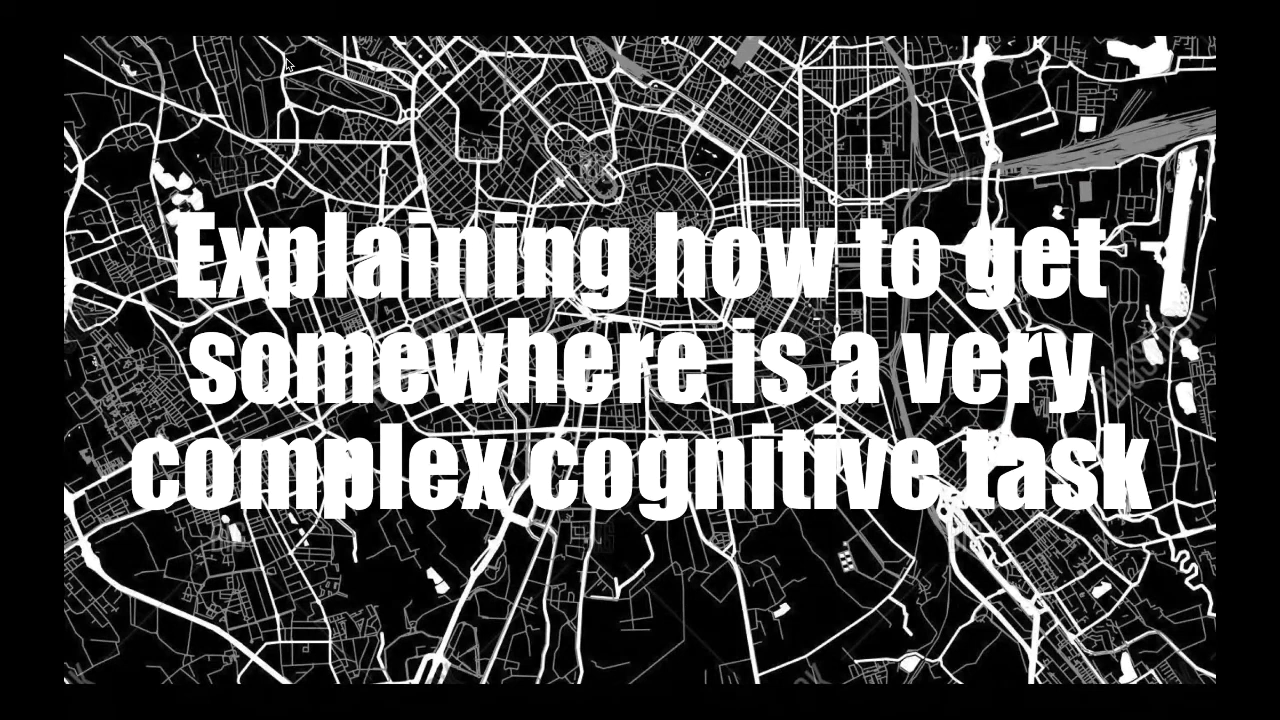 Explaining how to get
somewhere is a very
complex cognitive task